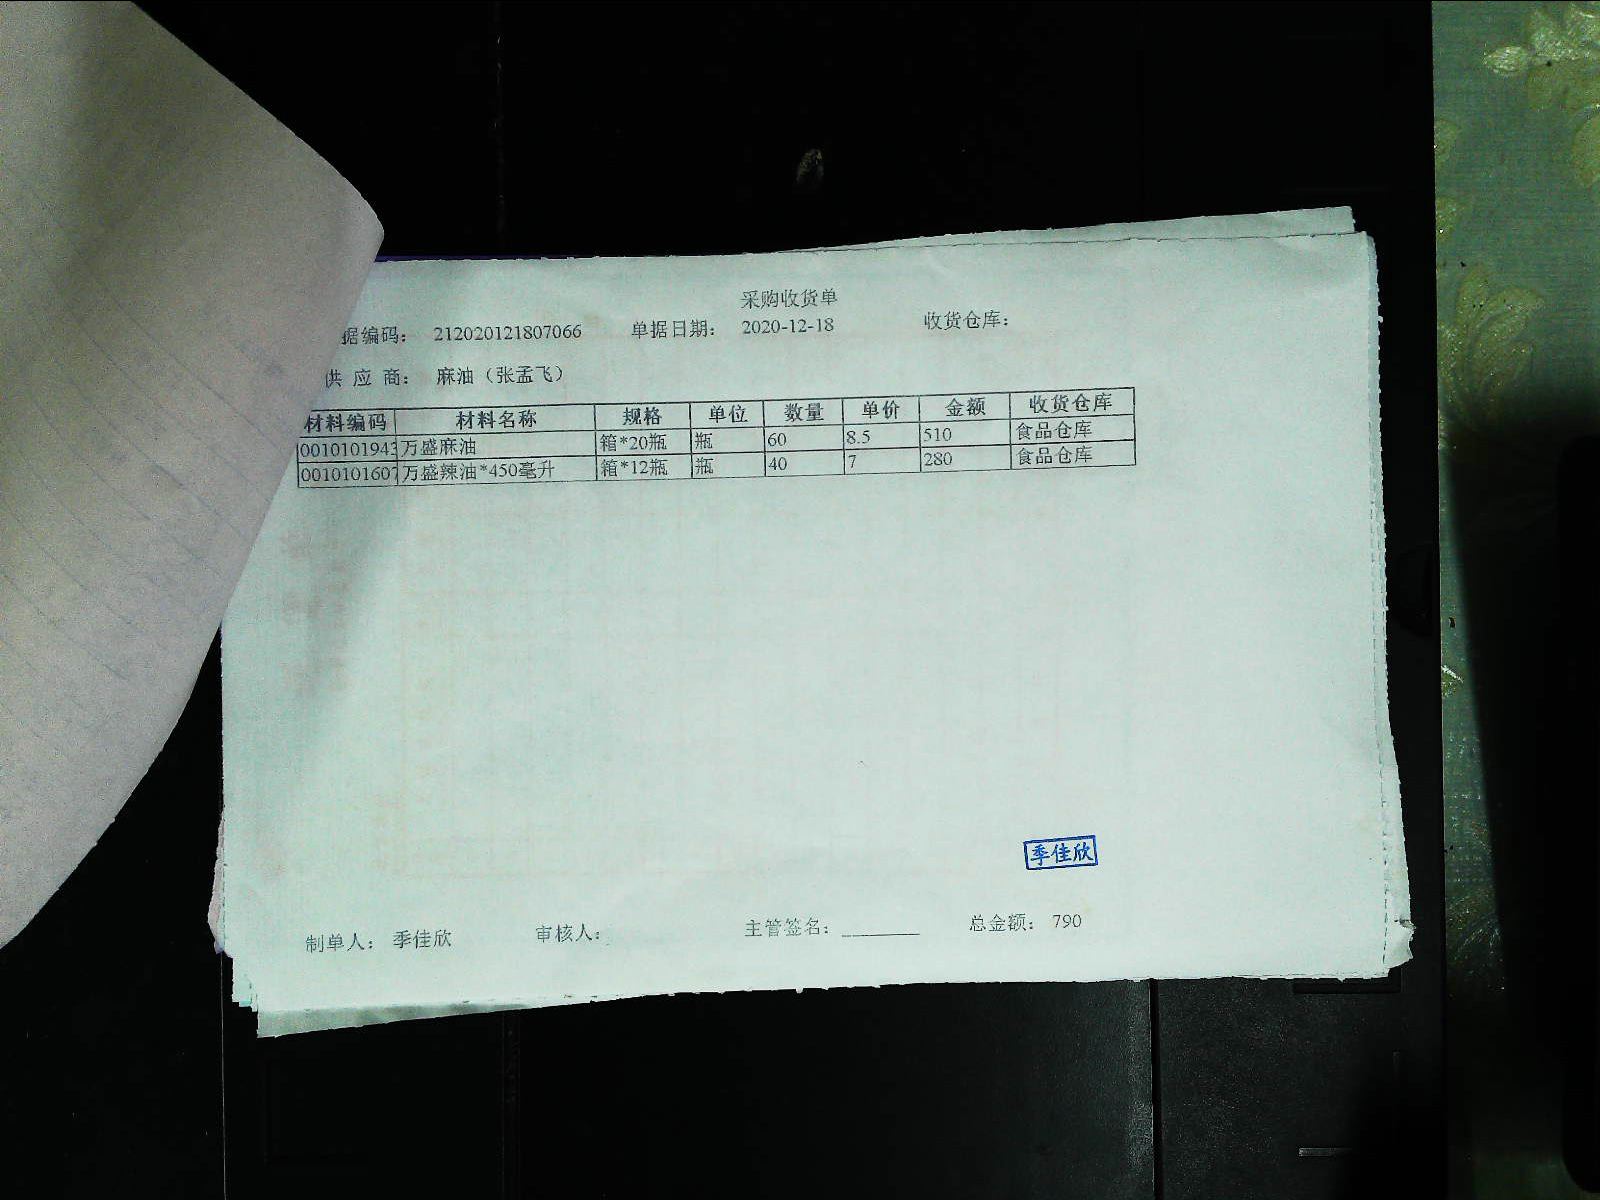 采购收货单
据编码: 212020121807066 单据日期: 2020-12-18 收货仓库:
供 应 商: 麻油（张孟飞）
材料编码 材料名称 规格 单位 数量 单价 金额 收货仓库
0010101943 万盛麻油 箱*20瓶 瓶 60 8.5 510 食品仓库
0010101607 万盛辣油*450毫升 箱*12瓶 瓶 40 7 280 食品仓库
季佳欣
制单人: 季佳欣 审核人: 主管签名: ________ 总金额: 790